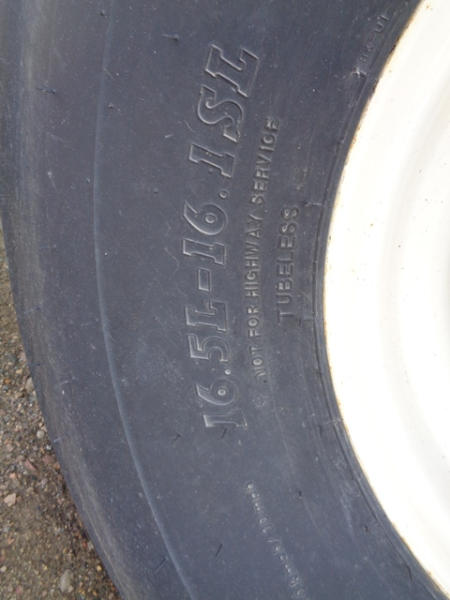 16.5L-16.1 SL
NOT FOR HIGHWAY SERVICE
TUBELESS